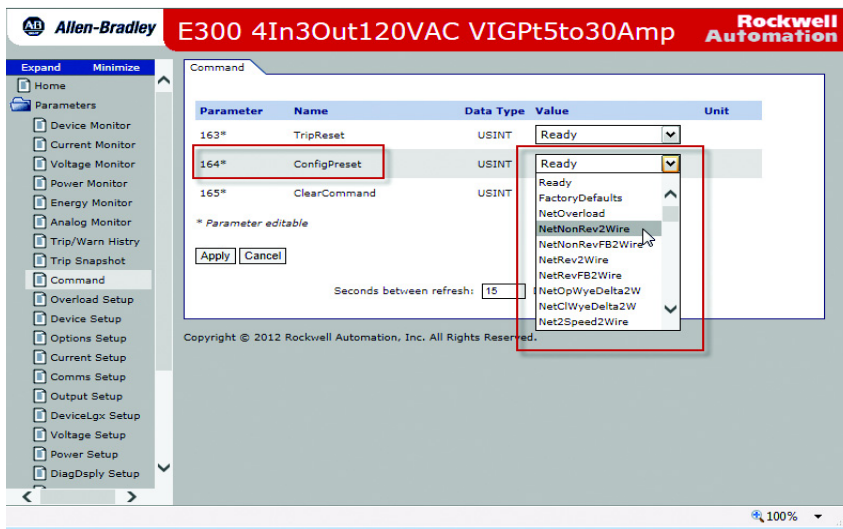 AB Allen-Bradley
E300 4In3Out120VAC VIGPt5to30Amp
Rockwell
Automation
Expand Minimize
Home
Parameters
Device Monitor
Current Monitor
Voltage Monitor
Power Monitor
Energy Monitor
Analog Monitor
Trip/Warn Histry
Trip Snapshot
Command
Overload Setup
Device Setup
Options Setup
Current Setup
Comms Setup
Output Setup
DeviceLgx Setup
Voltage Setup
Power Setup
DiagDsply Setup
Command
Parameter Name Data Type Value Unit
163* TripReset USINT Ready
164* ConfigPreset USINT Ready
165* ClearCommand USINT
Ready
FactoryDefaults
NetOverload
NetNonRev2Wire
NetNonRevFB2Wire
NetRev2Wire
NetRevFB2Wire
NetOpWyeDelta2W
NetClWyeDelta2W
Net2Speed2Wire
* Parameter editable
Apply Cancel
Seconds between refresh: 15
Copyright © 2012 Rockwell Automation, Inc. All Rights Reserved.
100%